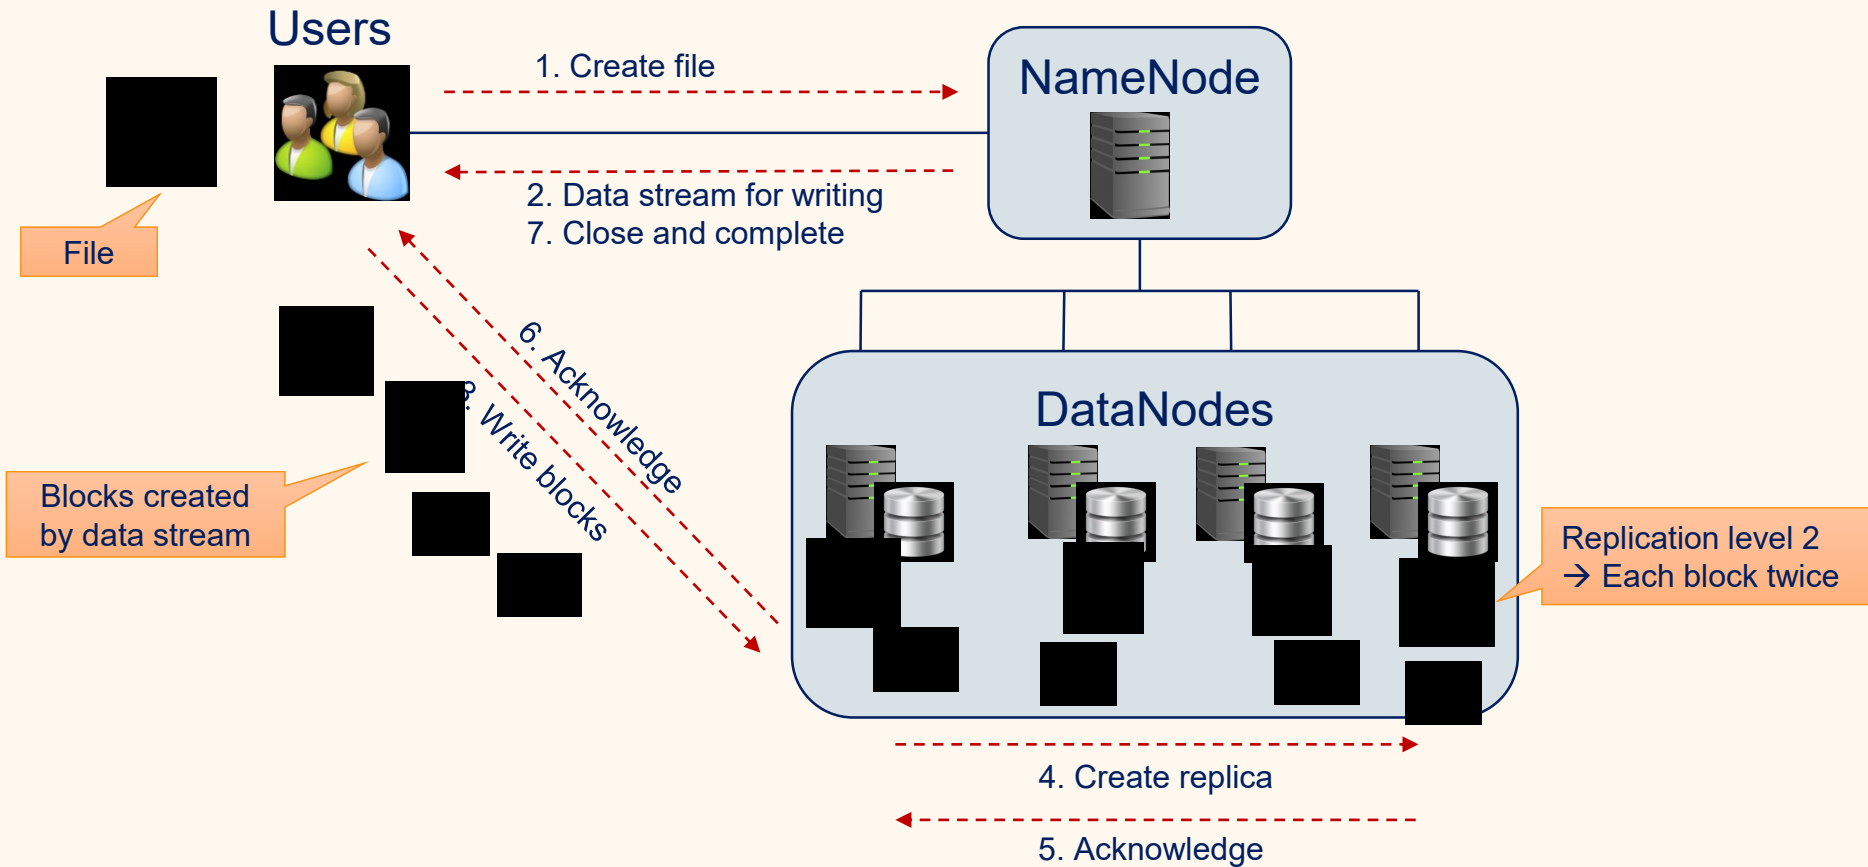 Users
1. Create file
NameNode
2. Data stream for writing
7. Close and complete
File
6. Acknowledge
3. Write blocks
DataNodes
Blocks created
by data stream
Replication level 2
→ Each block twice
4. Create replica
5. Acknowledge